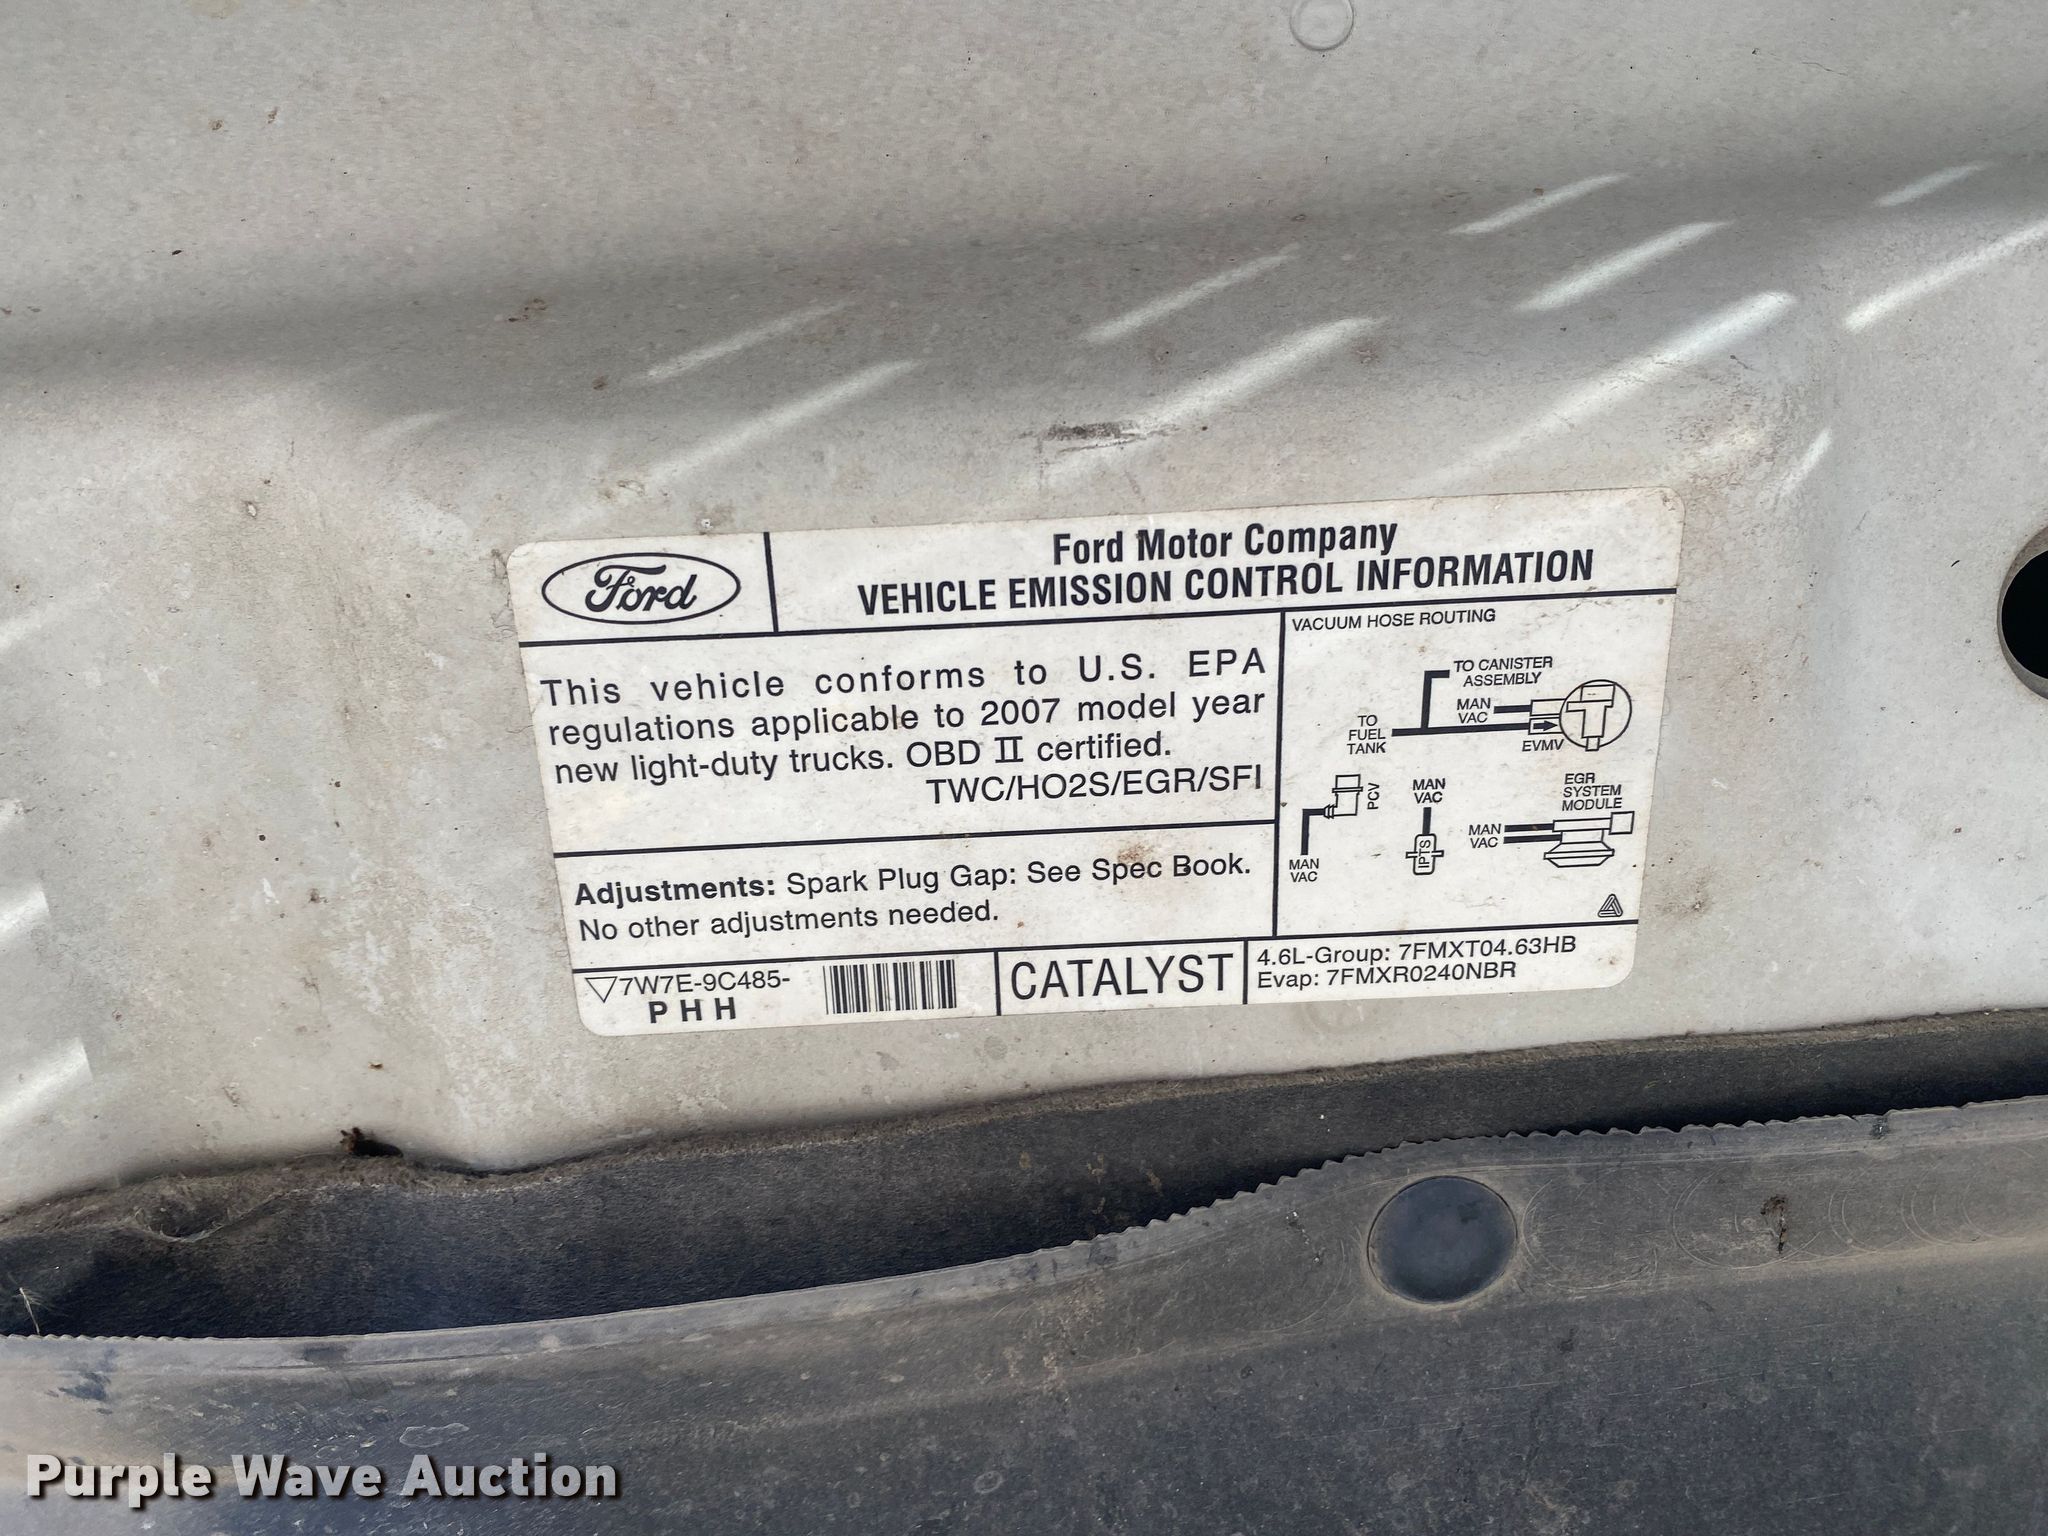 Ford
Ford Motor Company
VEHICLE EMISSION CONTROL INFORMATION
This vehicle conforms to U.S. EPA
regulations applicable to 2007 model year
new light-duty trucks. OBD II certified.
TWC/HO2S/EGR/SFI
Adjustments: Spark Plug Gap: See Spec Book.
No other adjustments needed.
VACUUM HOSE ROUTING
TO CANISTER
ASSEMBLY
MAN
VAC
TO
FUEL
TANK
EVMV
PCV
MAN
VAC
MAN
VAC
IPTS
EGR
SYSTEM
MODULE
MAN
VAC
7W7E-9C485-
PHH
CATALYST
4.6L-Group: 7FMXT04.63HB
Evap: 7FMXR0240NBR
Purple Wave Auction